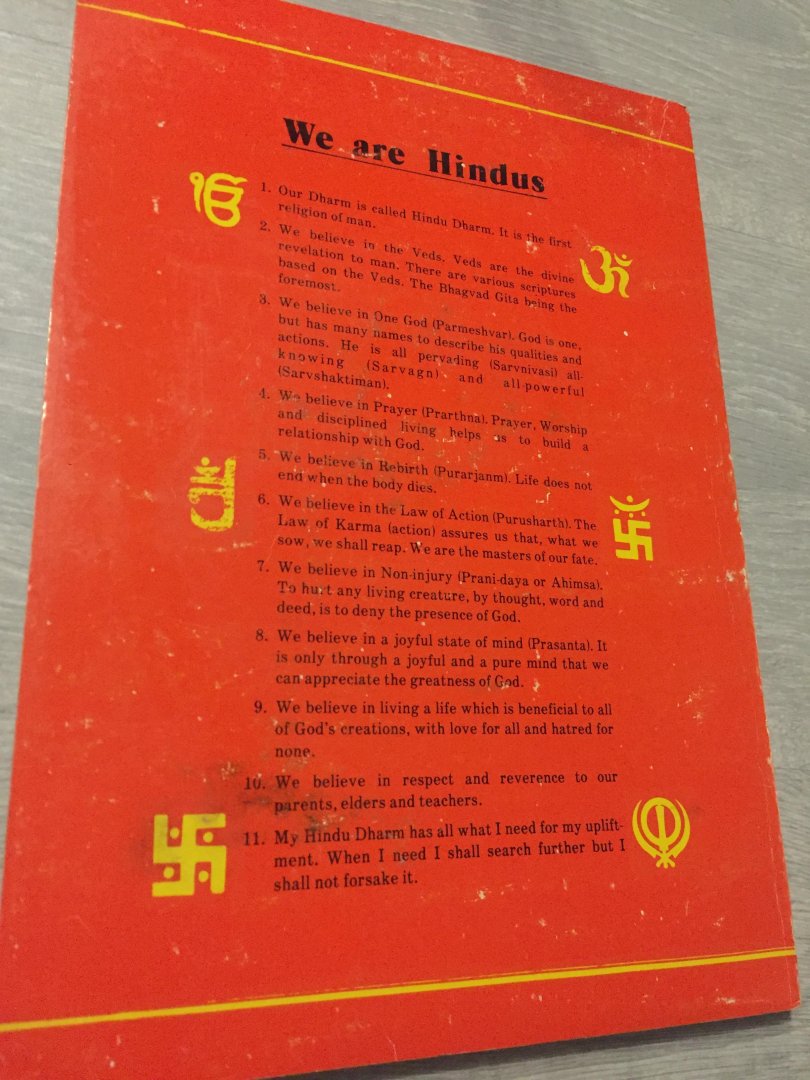 We are Hindus
ੴ
ॐ
1. Our Dharm is called Hindu Dharm. It is the first
religion of man.
2. We believe in the Veds. Veds are the divine
revelation to man. There are various scriptures
based on the Veds. The Bhagvad Gita being the
foremost.
3. We believe in One God (Parmeshvar). God is one,
but has many names to describe his qualities and
actions. He is all pervading (Sarvnivasi) all-
knowing (Sarvagn) and all-powerful
(Sarvshaktiman).
4. We believe in Prayer (Prarthna). Prayer, Worship
and disciplined living helps us to build a
relationship with God.
5. We believe in Rebirth (Purarjanm). Life does not
end when the body dies.
6. We believe in the Law of Action (Purusharth). The
Law of Karma (action) assures us that, what we
sow, we shall reap. We are the masters of our fate.
7. We believe in Non-injury (Prani-daya or Ahimsa).
To hurt any living creature, by thought, word and
deed, is to deny the presence of God.
8. We believe in a joyful state of mind (Prasanta). It
is only through a joyful and a pure mind that we
can appreciate the greatness of God.
9. We believe in living a life which is beneficial to all
of God's creations, with love for all and hatred for
none.
10. We believe in respect and reverence to our
parents, elders and teachers.
11. My Hindu Dharm has all what I need for my uplift-
ment. When I need I shall search further but I
shall not forsake it.